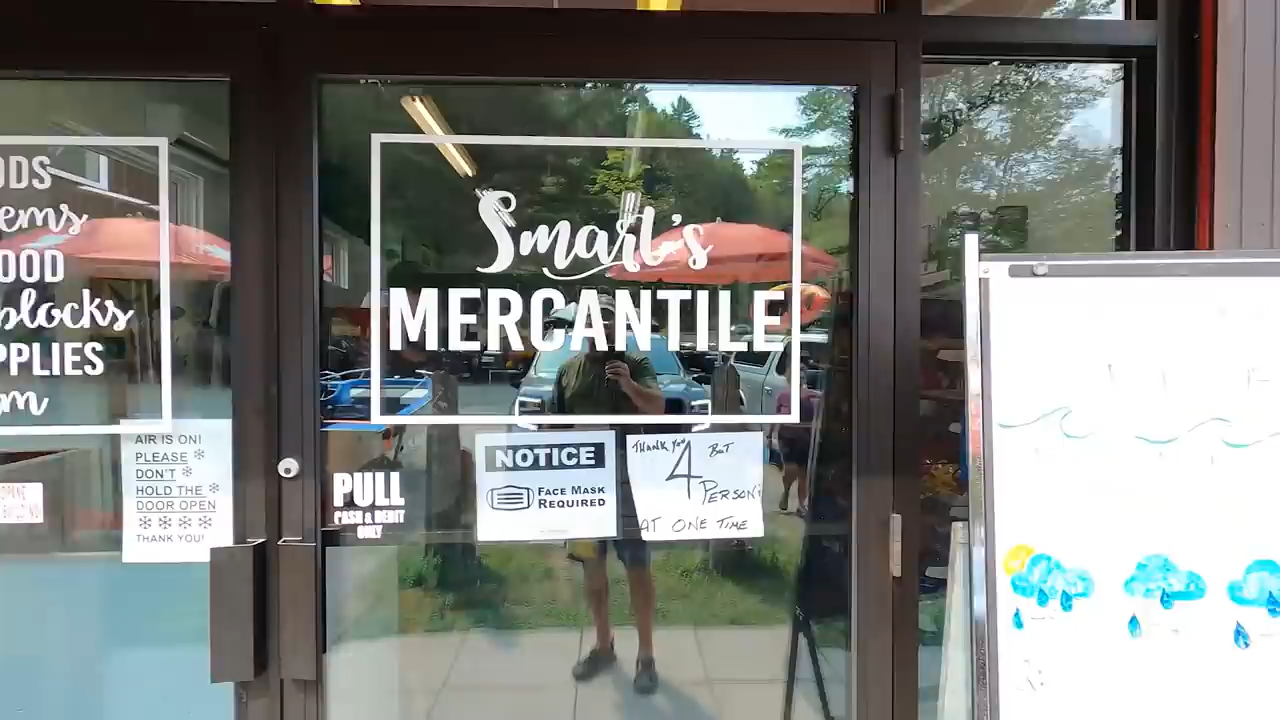 ODS
ems
OOD
blocks
PPLIES
om
AIR IS ON!
PLEASE
DON'T
HOLD THE
DOOR OPEN
THANK YOU!
Smart's
MERCANTILE
PULL
CASH & DEBIT
ONLY
NOTICE
FACE MASK
REQUIRED
THANK YOU BUT
4
PERSONS
AT ONE TIME